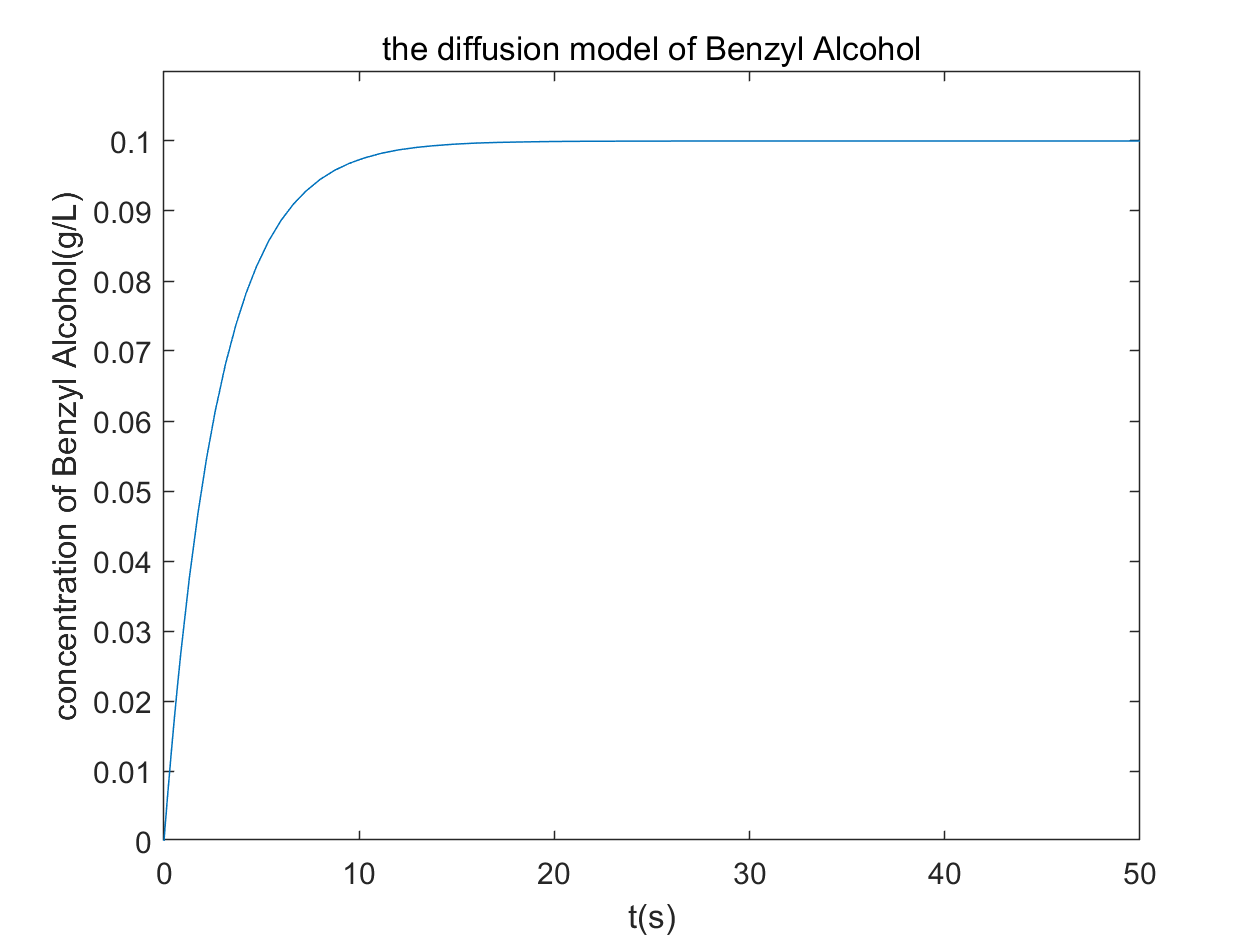 the diffusion model of Benzyl Alcohol
concentration of Benzyl Alcohol(g/L)
0.1
0.09
0.08
0.07
0.06
0.05
0.04
0.03
0.02
0.01
0
0 10 20 30 40 50
t(s)